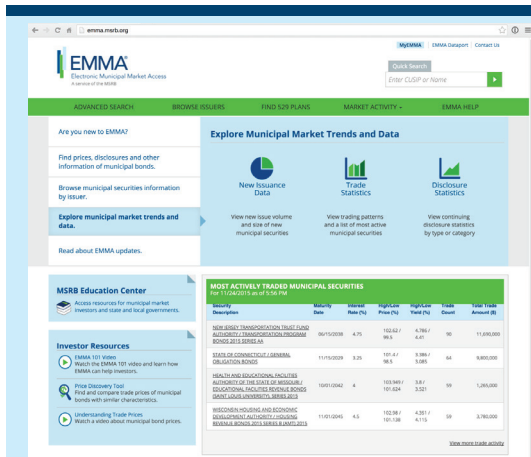 emma.msrb.org
MyEMMA | EMMA Dataport | Contact Us
EMMA
Electronic Municipal Market Access
A service of the MSRB
Quick Search
Enter CUSIP or Name
ADVANCED SEARCH BROWSE ISSUERS FIND 529 PLANS MARKET ACTIVITY EMMA HELP
Are you new to EMMA?
Find prices, disclosures and other
information of municipal bonds.
Browse municipal securities information
by issuer.
Explore municipal market trends and
data.
Read about EMMA updates.
Explore Municipal Market Trends and Data
New Issuance
Data
View new issue volume
and size of new
municipal securities
Trade
Statistics
View trading patterns
and a list of most active
municipal securities
Disclosure
Statistics
View continuing
disclosure statistics
by type or category
MSRB Education Center
Access resources for municipal market
investors and state and local governments.
Investor Resources
EMMA 101 Video
Watch the EMMA 101 video and learn how
EMMA can help investors.
Price Discovery Tool
Find and compare trade prices of municipal
bonds with similar characteristics.
Understanding Trade Prices
Watch a video about municipal bond prices.
MOST ACTIVELY TRADED MUNICIPAL SECURITIES
For 11/24/2015 as of 5:56 PM
Security Maturity Interest High/Low High/Low Trade Total Trade
Description Date Rate (%) Price (%) Yield (%) Count Amount ($)
NEW JERSEY TRANSPORTATION TRUST FUND
AUTHORITY / TRANSPORTATION PROGRAM 06/15/2038 4.75 102.62 / 99.6 4.786 / 4.41 90 11,690,000
BONDS 2015 SERIES AA
STATE OF CONNECTICUT / GENERAL
OBLIGATION BONDS 11/15/2029 3.25 101.4 / 98.5 3.386 / 3.085 64 9,800,000
HEALTH AND EDUCATIONAL FACILITIES
AUTHORITY OF THE STATE OF MISSOURI /
EDUCATIONAL FACILITIES REVENUE BONDS 10/01/2042 4 103.949 / 101.024 3.8 / 3.521 59 1,265,000
(SAINT LOUIS UNIVERSITY), SERIES 2015
WISCONSIN HOUSING AND ECONOMIC
DEVELOPMENT AUTHORITY / HOUSING 11/01/2045 4.5 102.98 / 101.138 4.351 / 4.115 59 3,780,000
REVENUE BONDS 2015 SERIES B (AMT) 2015
View more trade activity